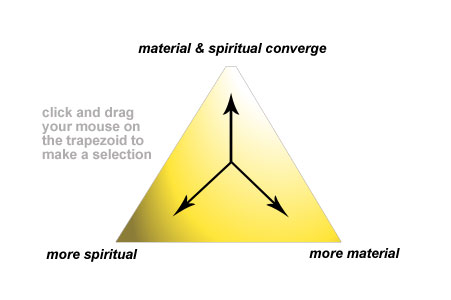 material & spiritual converge
click and drag
your mouse on
the trapezoid to
make a selection
more spiritual
more material